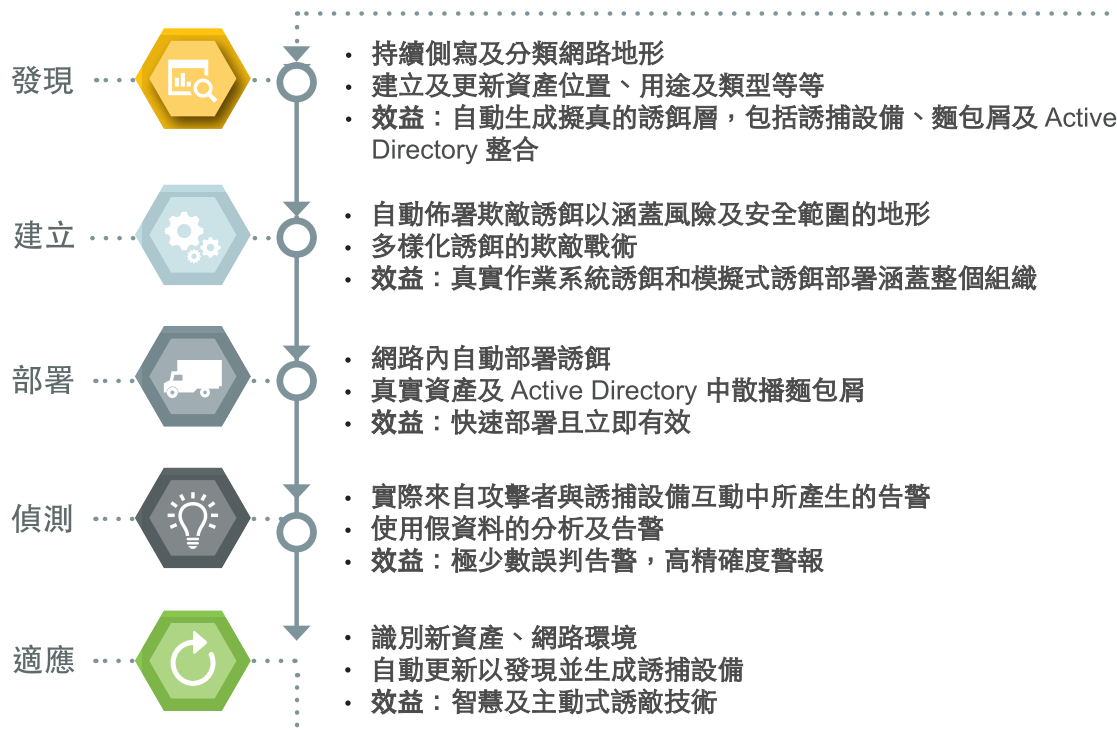 發現
• 持續側寫及分類網路地形
• 建立及更新資產位置、用途及類型等等
• 效益：自動生成擬真的誘餌層，包括誘捕設備、麵包屑及 Active
Directory 整合
建立
• 自動佈署欺敵誘餌以涵蓋風險及安全範圍的地形
• 多樣化誘餌的欺敵戰術
• 效益：真實作業系統誘餌和模擬式誘餌部署涵蓋整個組織
部署
• 網路內自動部署誘餌
• 真實資產及 Active Directory 中散播麵包屑
• 效益：快速部署且立即有效
偵測
• 實際來自攻擊者與誘捕設備互動中所產生的告警
• 使用假資料的分析及告警
• 效益：極少數誤判告警，高精確度警報
適應
• 識別新資產、網路環境
• 自動更新以發現並生成誘捕設備
• 效益：智慧及主動式誘敵技術